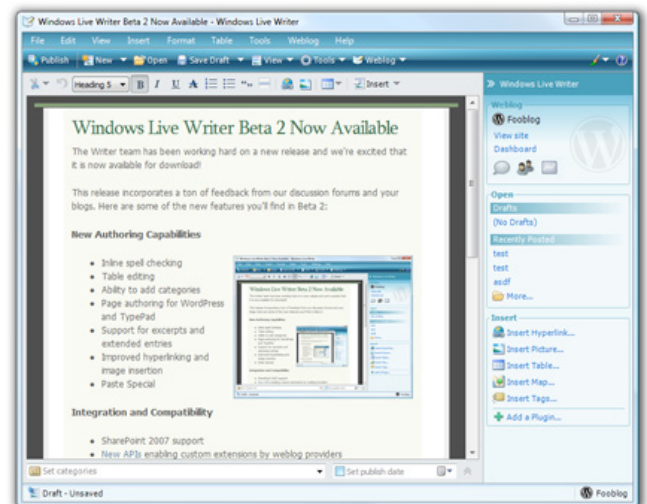 Windows Live Writer Beta 2 Now Available - Windows Live Writer
File Edit View Insert Format Table Tools Weblog Help
Publish New Open Save Draft View Tools Weblog
Heading 5 B I U A Insert
Windows Live Writer Beta 2 Now Available
The Writer team has been working hard on a new release and we're excited that
it is now available for download!
This release incorporates a ton of feedback from our discussion forums and your
blogs. Here are some of the new features you'll find in Beta 2:
New Authoring Capabilities
Inline spell checking
Table editing
Ability to add categories
Page authoring for WordPress
and TypePad
Support for excerpts and
extended entries
Improved hyperlinking and
image insertion
Paste Special
Windows Live Writer Beta 2 Now Available
Integration and Compatibility
SharePoint 2007 support
New APIs enabling custom extensions by weblog providers
Set categories
Set publish date
Draft - Unsaved
Windows Live Writer
Weblog
Fooblog
View site
Dashboard
Open
Drafts
(No Drafts)
Recently Posted
test
test
asdf
More...
Insert
Insert Hyperlink...
Insert Picture...
Insert Table...
Insert Map...
Insert Tags...
Add a Plugin...
Fooblog